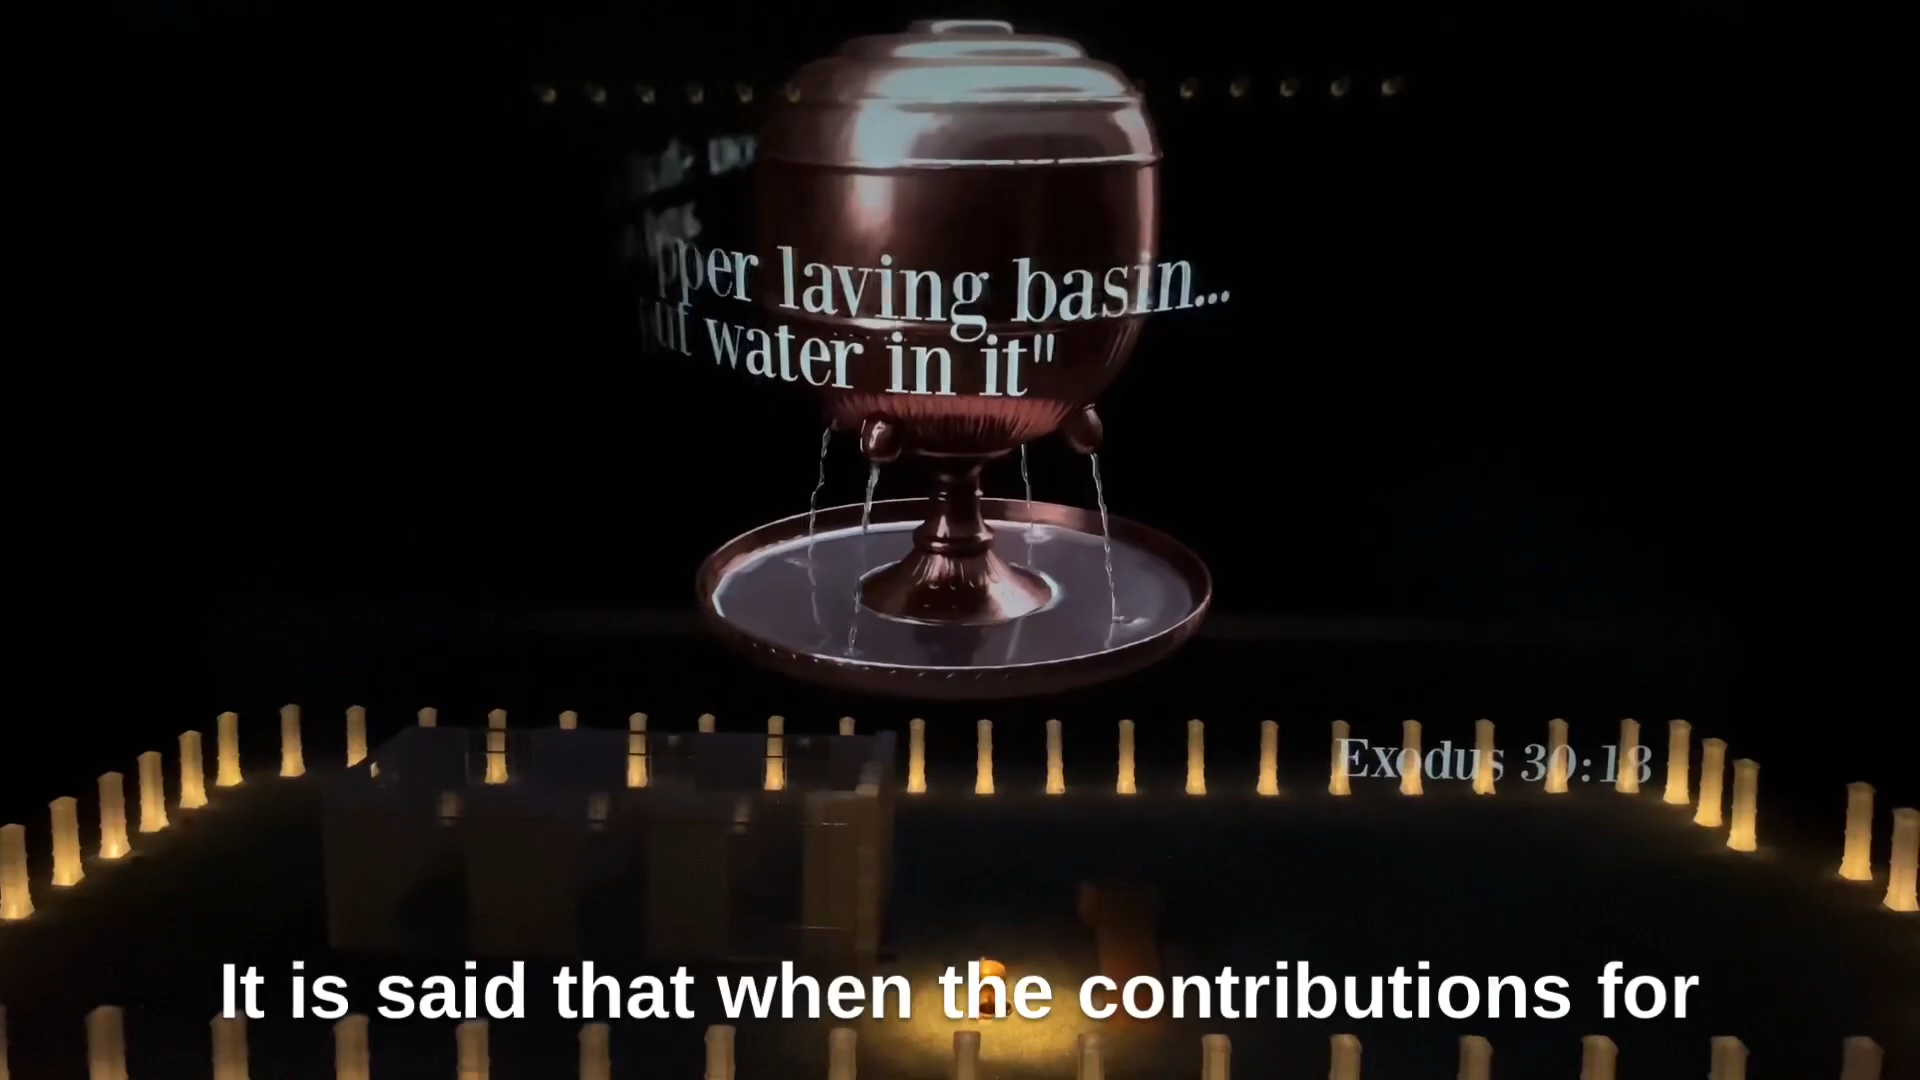 laving basin...
water in it"
Exodus 30:18
It is said that when the contributions for